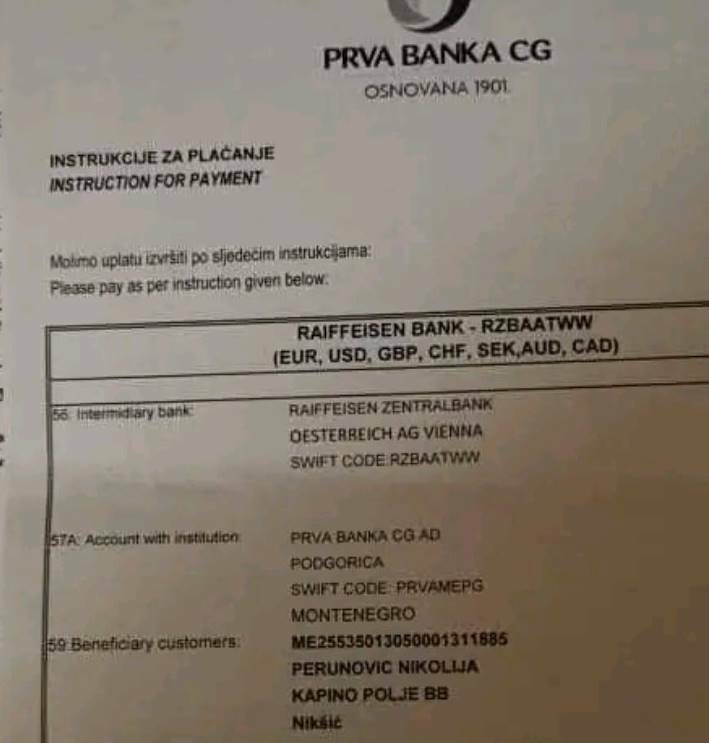 PRVA BANKA CG
OSNOVANA 1901.
INSTRUKCIJE ZA PLAĆANJE
INSTRUCTION FOR PAYMENT
Molimo uplatu izvršiti po sljedećim instrukcijama:
Please pay as per instruction given below:
RAIFFEISEN BANK - RZBAATWW
(EUR, USD, GBP, CHF, SEK,AUD, CAD)
56: Intermidiary bank: RAIFFEISEN ZENTRALBANK
OESTERREICH AG VIENNA
SWIFT CODE:RZBAATWW
57A: Account with institution: PRVA BANKA CG AD
PODGORICA
SWIFT CODE: PRVAMEPG
MONTENEGRO
59:Beneficiary customers: ME25535013050001311885
PERUNOVIC NIKOLIJA
KAPINO POLJE BB
Nikšić